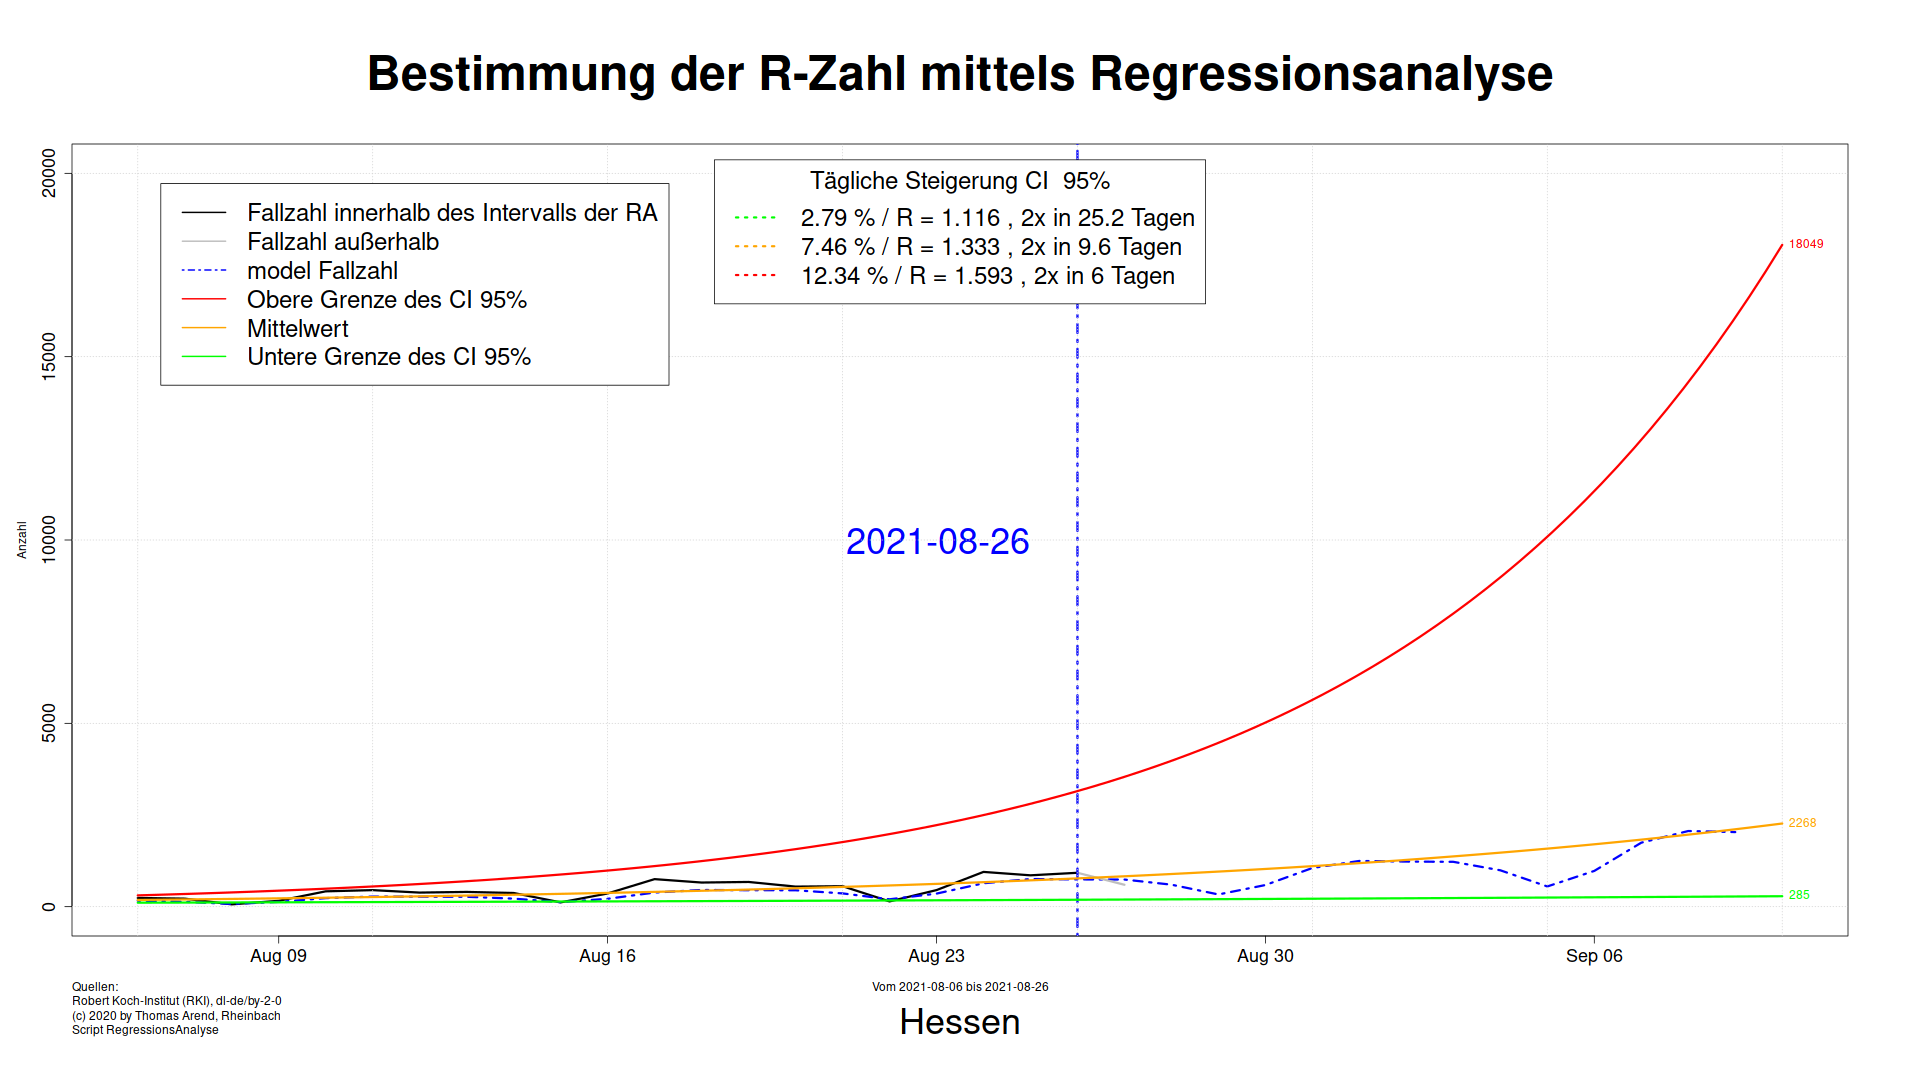 Bestimmung der R-Zahl mittels Regressionsanalyse
Fallzahl innerhalb des Intervalls der RA
Fallzahl außerhalb
model Fallzahl
Obere Grenze des CI 95%
Mittelwert
Untere Grenze des CI 95%
Tägliche Steigerung CI  95%
2.79 % / R = 1.116 , 2x in 25.2 Tagen
7.46 % / R = 1.333 , 2x in 9.6 Tagen
12.34 % / R = 1.593 , 2x in 6 Tagen
20000
15000
10000
5000
0
Anzahl
2021-08-26
18049
2268
285
Aug 09
Aug 16
Aug 23
Aug 30
Sep 06
Vom 2021-08-06 bis 2021-08-26
Hessen
Quellen:
Robert Koch-Institut (RKI), dl-de/by-2-0
(c) 2020 by Thomas Arend, Rheinbach
Script RegressionsAnalyse